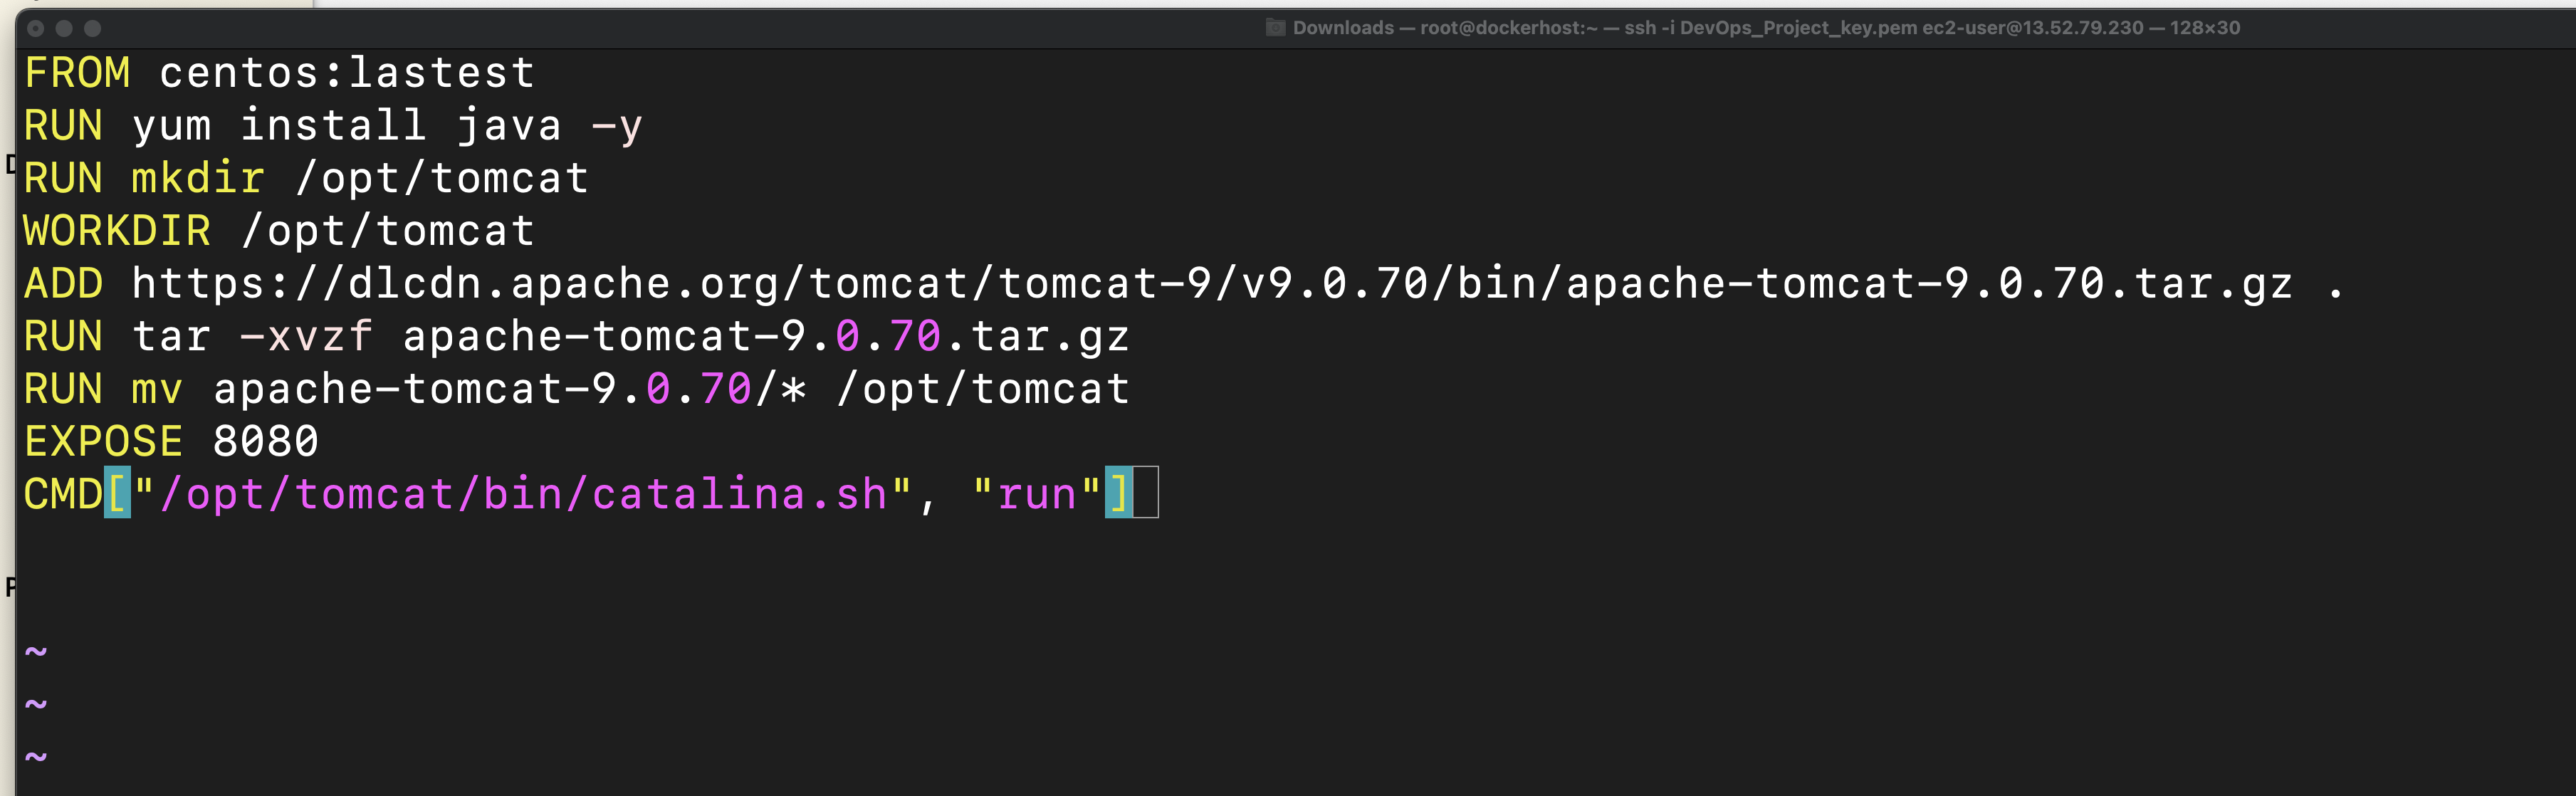 Downloads — root@dockerhost:~ — ssh -i DevOps_Project_key.pem ec2-user@13.52.79.230 — 128×30
FROM centos:lastest
RUN yum install java -y
RUN mkdir /opt/tomcat
WORKDIR /opt/tomcat
ADD https://dlcdn.apache.org/tomcat/tomcat-9/v9.0.70/bin/apache-tomcat-9.0.70.tar.gz .
RUN tar -xvzf apache-tomcat-9.0.70.tar.gz
RUN mv apache-tomcat-9.0.70/* /opt/tomcat
EXPOSE 8080
CMD["/opt/tomcat/bin/catalina.sh", "run"]
~
~
~